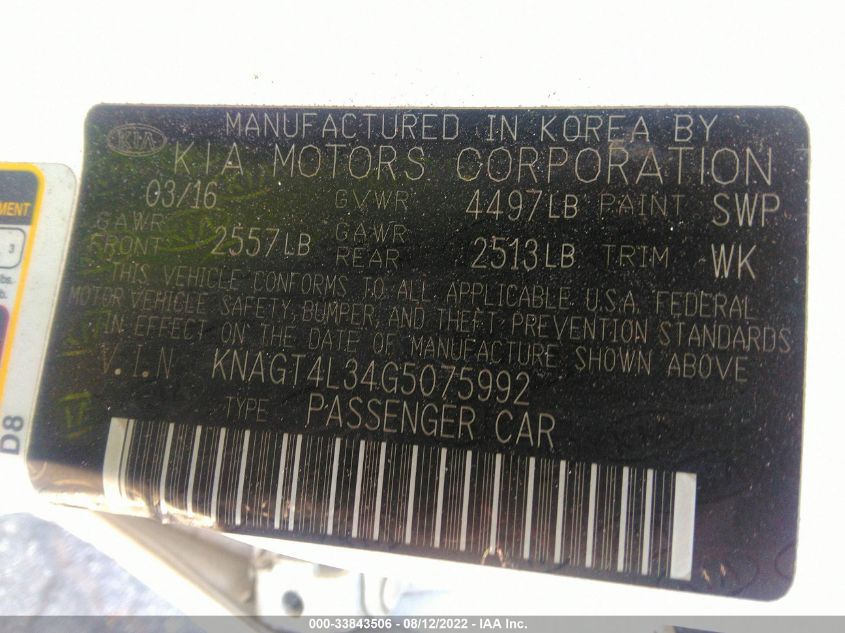 MANUFACTURED IN KOREA BY
KIA
KIA MOTORS CORPORATION
03/16 GVWR 4497LB PAINT SWP
GAWR FRONT 2557LB GAWR REAR 2513LB TRIM WK
THIS VEHICLE CONFORMS TO ALL APPLICABLE U.S.A. FEDERAL
MOTOR VEHICLE SAFETY, BUMPER, AND THEFT PREVENTION STANDARDS
IN EFFECT ON THE DATE OF MANUFACTURE SHOWN ABOVE
V.I.N KNAGT4L34G5075992
TYPE PASSENGER CAR
MENT
3
lbs.
D8
000-33843506 - 08/12/2022 - IAA Inc.